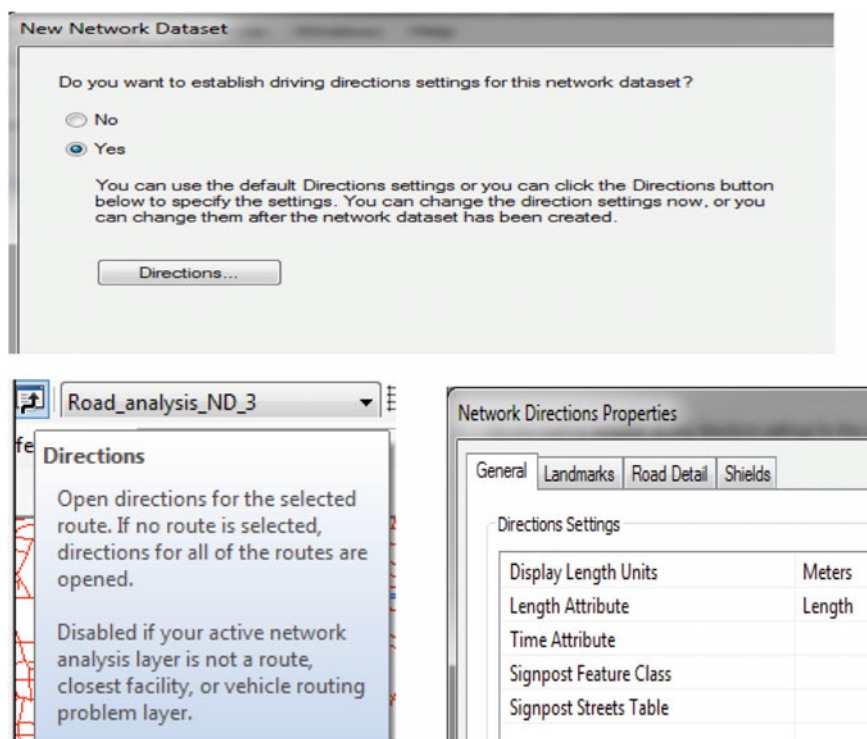 New Network Dataset
Do you want to establish driving directions settings for this network dataset?
No
Yes
You can use the default Directions settings or you can click the Directions button
below to specify the settings. You can change the direction settings now, or you
can change them after the network dataset has been created.
Directions...
Road_analysis_ND_3
fe
Directions
Open directions for the selected
route. If no route is selected,
directions for all of the routes are
opened.
Disabled if your active network
analysis layer is not a route,
closest facility, or vehicle routing
problem layer.
Network Directions Properties
General Landmarks Road Detail Shields
Directions Settings
Display Length Units Meters
Length Attribute Length
Time Attribute
Signpost Feature Class
Signpost Streets Table